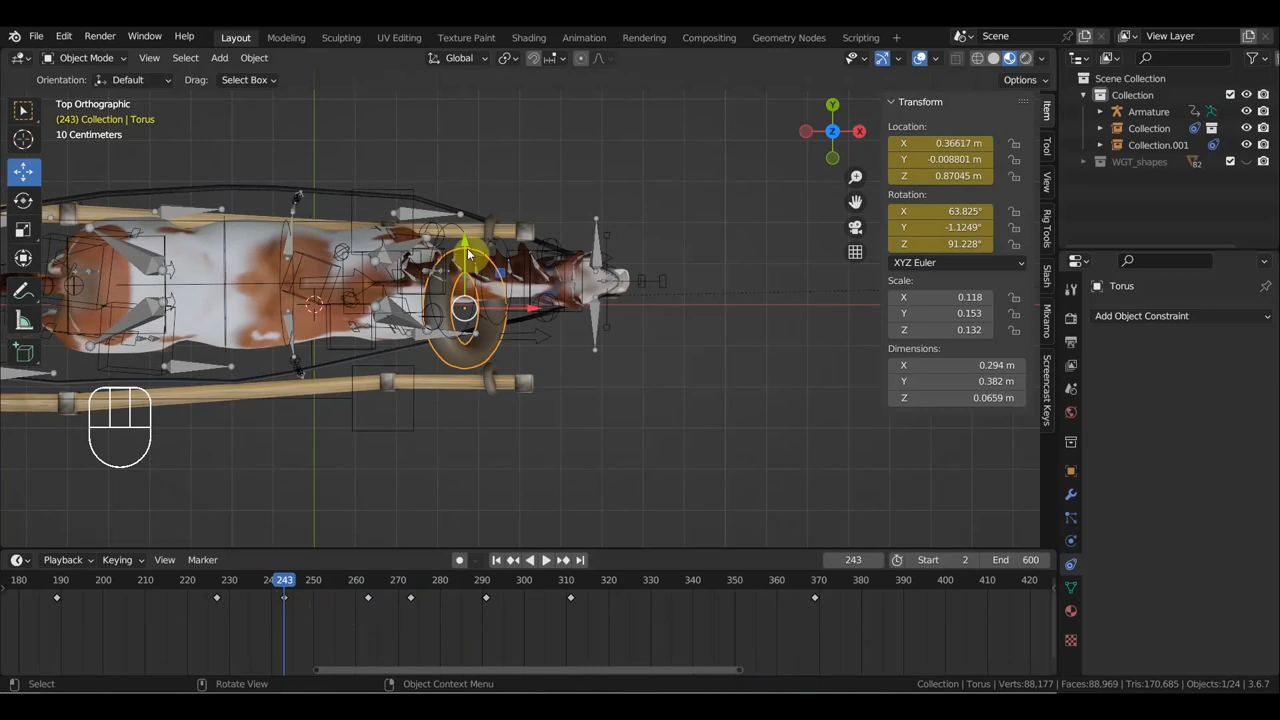 File Edit Render Window Help Layout Modeling Sculpting UV Editing Texture Paint Shading Animation Rendering Compositing Geometry Nodes Scripting + Scene View Layer
Object Mode View Select Add Object Global
Orientation: Default Drag: Select Box Options
Top Orthographic
(243) Collection | Torus
10 Centimeters
Y
X
Z
Transform
Location:
X 0.36617 m
Y -0.008801 m
Z 0.87045 m
Rotation:
X 63.825°
Y -1.1249°
Z 91.228°
XYZ Euler
Scale:
X 0.118
Y 0.153
Z 0.132
Dimensions:
X 0.294 m
Y 0.382 m
Z 0.0659 m
Item
Tool
View
Rig Tools
Slash
Mixamo
Screencast Keys
Scene Collection
Collection
Armature
Collection
Collection.001
WGT_shapes 82
Torus
Add Object Constraint
Playback Keying View Marker 243 Start 2 End 600
180 190 200 210 220 230 243 250 260 270 280 290 300 310 320 330 340 350 360 370 380 390 400 410 420
Select Rotate View Object Context Menu Collection | Torus Verts:88,177 | Faces:88,969 | Tris:170,685 | Objects:1/24 | 3.6.7